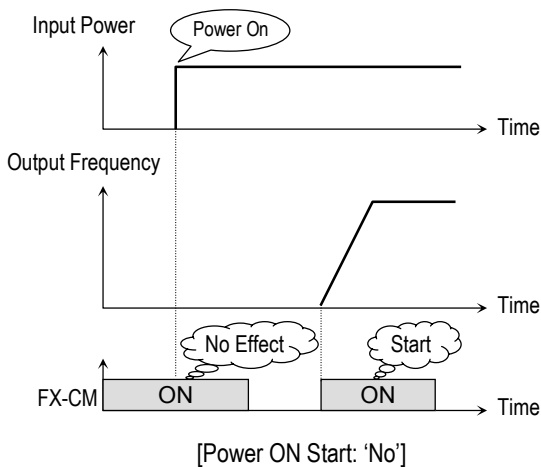 Input Power
Power On
Time
Output Frequency
Time
No Effect
Start
FX-CM
ON
ON
Time
[Power ON Start: 'No']